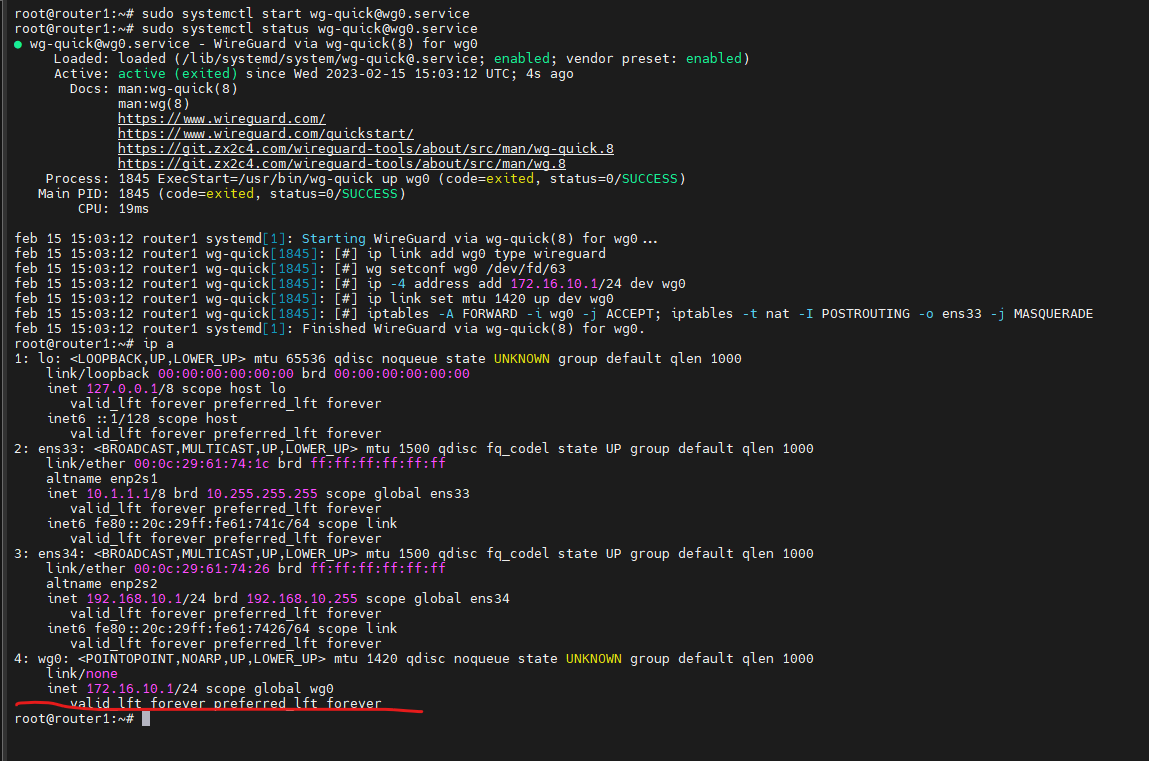 root@router1:~# sudo systemctl start wg-quick@wg0.service
root@router1:~# sudo systemctl status wg-quick@wg0.service
● wg-quick@wg0.service - WireGuard via wg-quick(8) for wg0
     Loaded: loaded (/lib/systemd/system/wg-quick@.service; enabled; vendor preset: enabled)
     Active: active (exited) since Wed 2023-02-15 15:03:12 UTC; 4s ago
       Docs: man:wg-quick(8)
             man:wg(8)
             https://www.wireguard.com/
             https://www.wireguard.com/quickstart/
             https://git.zx2c4.com/wireguard-tools/about/src/man/wg-quick.8
             https://git.zx2c4.com/wireguard-tools/about/src/man/wg.8
    Process: 1845 ExecStart=/usr/bin/wg-quick up wg0 (code=exited, status=0/SUCCESS)
   Main PID: 1845 (code=exited, status=0/SUCCESS)
        CPU: 19ms
feb 15 15:03:12 router1 systemd[1]: Starting WireGuard via wg-quick(8) for wg0...
feb 15 15:03:12 router1 wg-quick[1845]: [#] ip link add wg0 type wireguard
feb 15 15:03:12 router1 wg-quick[1845]: [#] wg setconf wg0 /dev/fd/63
feb 15 15:03:12 router1 wg-quick[1845]: [#] ip -4 address add 172.16.10.1/24 dev wg0
feb 15 15:03:12 router1 wg-quick[1845]: [#] ip link set mtu 1420 up dev wg0
feb 15 15:03:12 router1 wg-quick[1845]: [#] iptables -A FORWARD -i wg0 -j ACCEPT; iptables -t nat -I POSTROUTING -o ens33 -j MASQUERADE
feb 15 15:03:12 router1 systemd[1]: Finished WireGuard via wg-quick(8) for wg0.
root@router1:~# ip a
1: lo: <LOOPBACK,UP,LOWER_UP> mtu 65536 qdisc noqueue state UNKNOWN group default qlen 1000
    link/loopback 00:00:00:00:00:00 brd 00:00:00:00:00:00
    inet 127.0.0.1/8 scope host lo
       valid_lft forever preferred_lft forever
    inet6 ::1/128 scope host
       valid_lft forever preferred_lft forever
2: ens33: <BROADCAST,MULTICAST,UP,LOWER_UP> mtu 1500 qdisc fq_codel state UP group default qlen 1000
    link/ether 00:0c:29:61:74:1c brd ff:ff:ff:ff:ff:ff
    altname enp2s1
    inet 10.1.1.1/8 brd 10.255.255.255 scope global ens33
       valid_lft forever preferred_lft forever
    inet6 fe80::20c:29ff:fe61:741c/64 scope link
       valid_lft forever preferred_lft forever
3: ens34: <BROADCAST,MULTICAST,UP,LOWER_UP> mtu 1500 qdisc fq_codel state UP group default qlen 1000
    link/ether 00:0c:29:61:74:26 brd ff:ff:ff:ff:ff:ff
    altname enp2s2
    inet 192.168.10.1/24 brd 192.168.10.255 scope global ens34
       valid_lft forever preferred_lft forever
    inet6 fe80::20c:29ff:fe61:7426/64 scope link
       valid_lft forever preferred_lft forever
4: wg0: <POINTOPOINT,NOARP,UP,LOWER_UP> mtu 1420 qdisc noqueue state UNKNOWN group default qlen 1000
    link/none
    inet 172.16.10.1/24 scope global wg0
       valid_lft forever preferred_lft forever
root@router1:~#